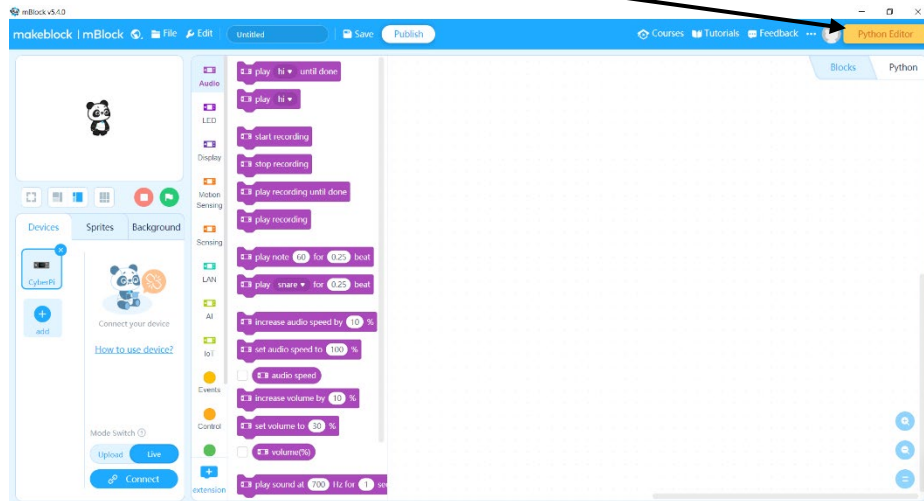 mBlock v5.4.0
makeblock | mBlock File Edit Untitled Save Publish Courses Tutorials Feedback ... Python Editor
Blocks Python
Audio
LED
Display
Motion Sensing
Sensing
LAN
AI
IoT
Events
Control
extension
play hi until done
play hi
start recording
stop recording
play recording until done
play recording
play note 60 for 0.25 beat
play snare for 0.25 beat
increase audio speed by 10 %
set audio speed to 100 %
audio speed
increase volume by 10 %
set volume to 30 %
volume(%)
play sound at 700 Hz for 1 se
Devices Sprites Background
CyberPi
add
Connect your device
How to use device?
Mode Switch ?
Upload Live
Connect